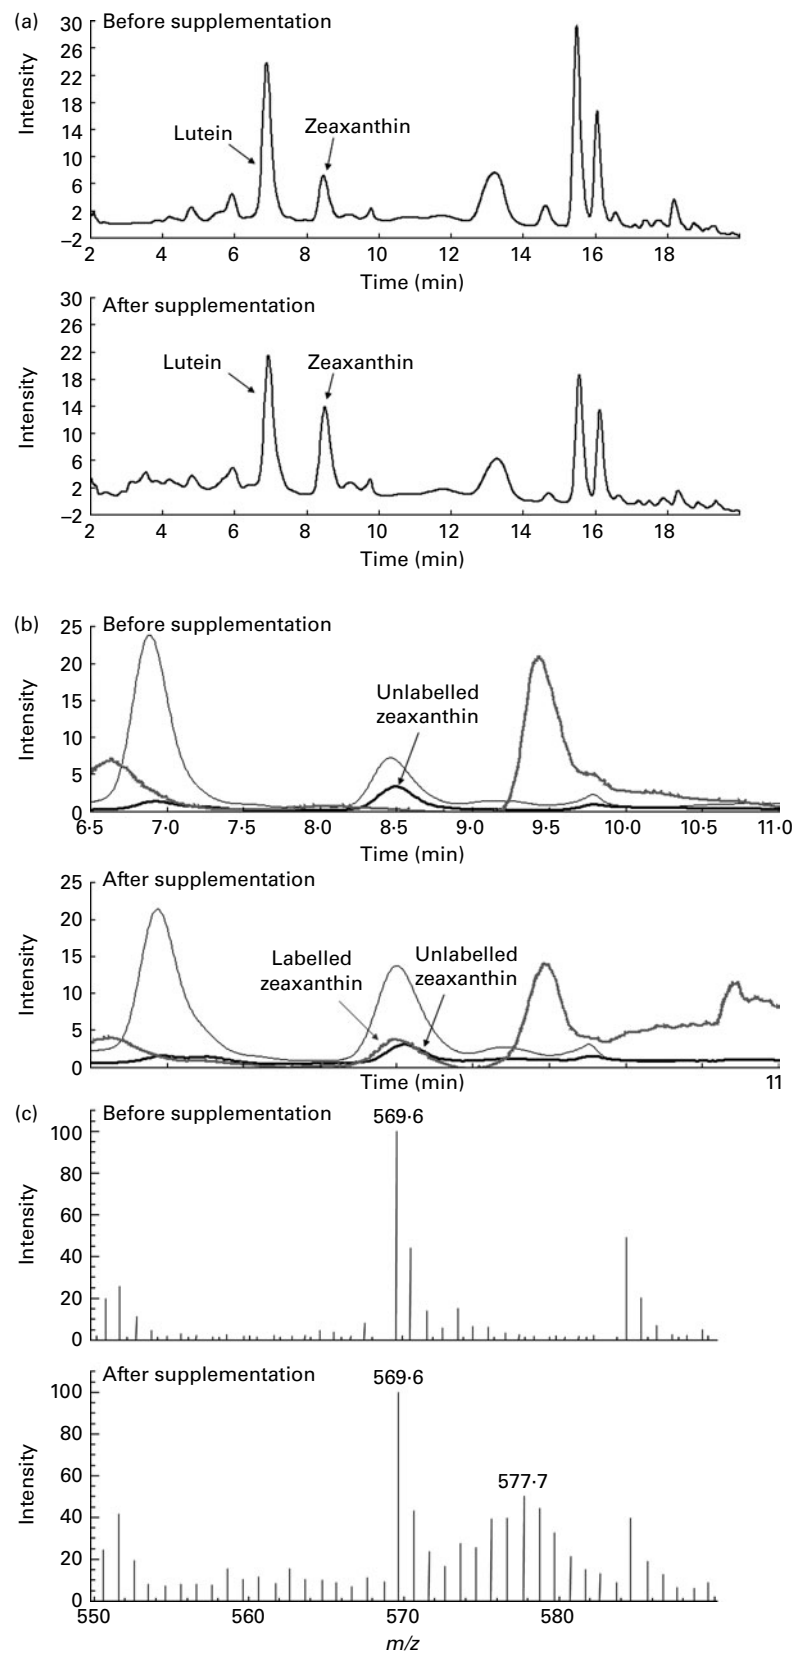 (a)
Before supplementation
Intensity
30
26
22
18
14
10
6
2
−2
Lutein
Zeaxanthin
2 4 6 8 10 12 14 16 18
Time (min)
After supplementation
Intensity
30
26
22
18
14
10
6
2
−2
Lutein
Zeaxanthin
2 4 6 8 10 12 14 16 18
Time (min)
(b)
Before supplementation
Intensity
25
20
15
10
5
0
Unlabelled
zeaxanthin
6·5 7·0 7·5 8·0 8·5 9·0 9·5 10·0 10·5 11·0
Time (min)
After supplementation
Intensity
25
20
15
10
5
0
Labelled
zeaxanthin
Unlabelled
zeaxanthin
Time (min)
11
(c)
Before supplementation
569·6
Intensity
100
80
60
40
20
0
After supplementation
569·6
577·7
Intensity
100
80
60
40
20
0
550 560 570 580
m/z